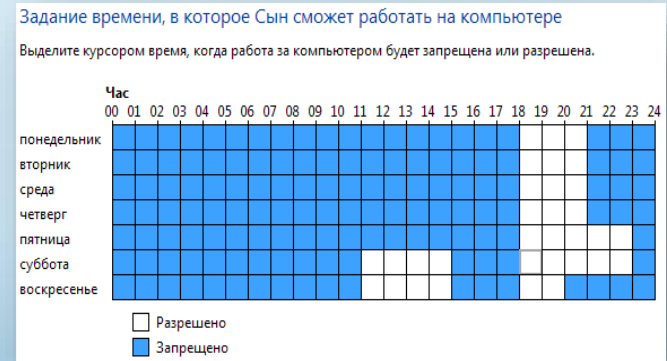 Задание времени, в которое Сын сможет работать на компьютере
Выделите курсором время, когда работа за компьютером будет запрещена или разрешена.
Час
00 01 02 03 04 05 06 07 08 09 10 11 12 13 14 15 16 17 18 19 20 21 22 23 24
понедельник
вторник
среда
четверг
пятница
суббота
воскресенье
Разрешено
Запрещено